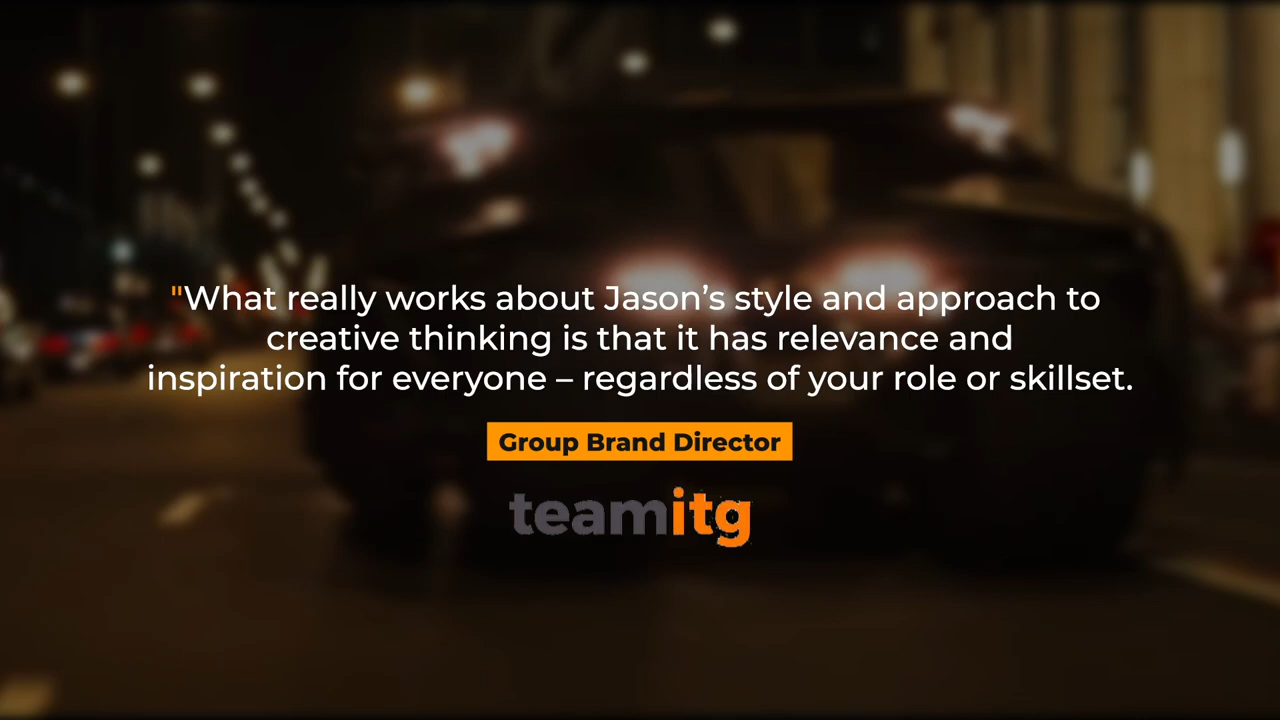 "What really works about Jason’s style and approach to
creative thinking is that it has relevance and
inspiration for everyone – regardless of your role or skillset.
Group Brand Director
teamitg